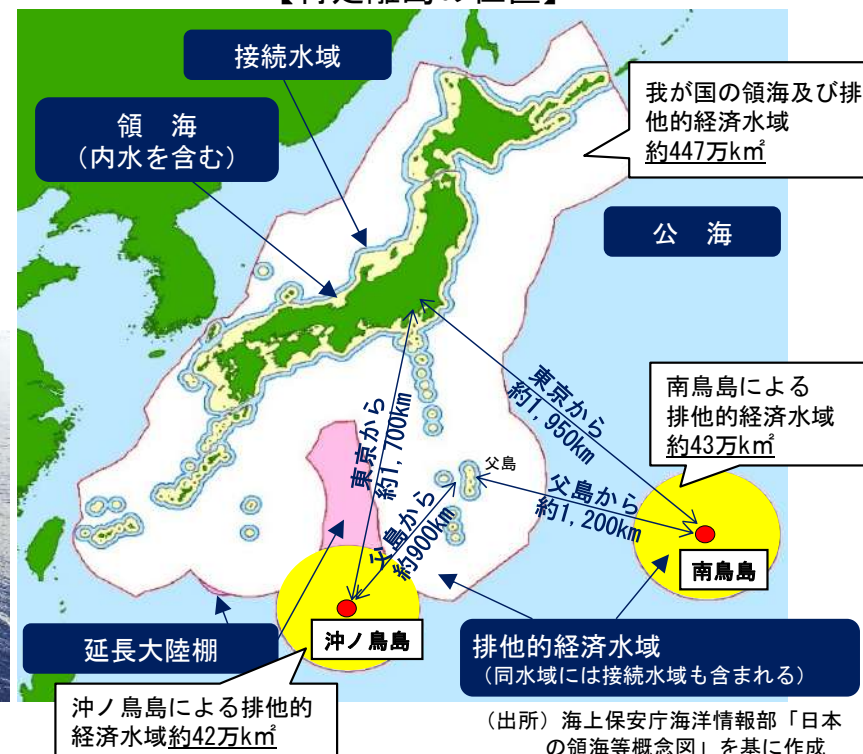 接続水域
領 海
(内水を含む)
我が国の領海及び排
他的経済水域
約447万k㎡
公 海
南鳥島による
排他的経済水域
約43万k㎡
東京から
約1,950km
東京から
約1,700km
父島
父島から
約1,200km
父島から
約900km
南鳥島
沖ノ鳥島
延長大陸棚
排他的経済水域
(同水域には接続水域も含まれる)
沖ノ鳥島による排他的
経済水域約42万k㎡
(出所)海上保安庁海洋情報部「日本
の領海等概念図」を基に作成